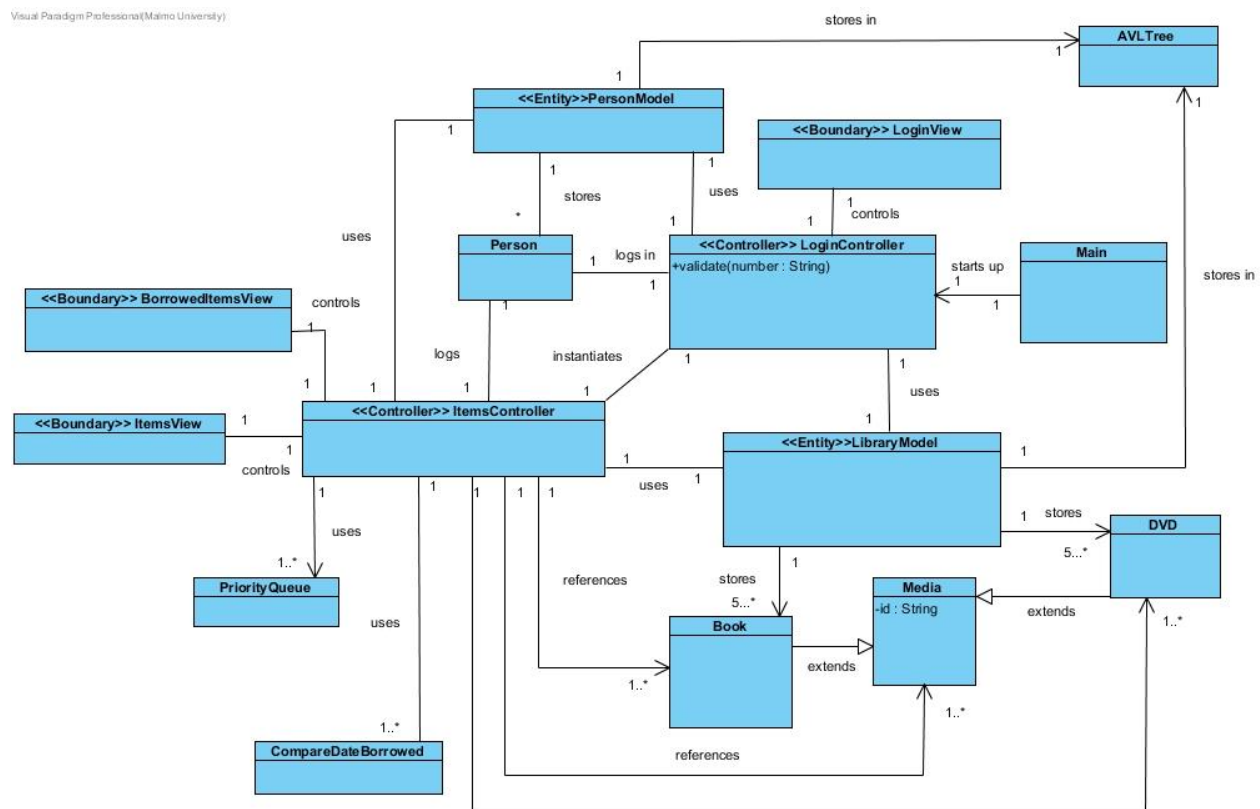 Visual Paradigm Professional(Malmo University)
stores in
AVLTree
1
1
<<Entity>>PersonModel
1
1
<<Boundary>> LoginView
1
1
stores
uses
1
controls
uses
*
1
1
Person
<<Controller>> LoginController
+validate(number : String)
Main
logs in
1
1
starts up
1
1
stores in
<<Boundary>> BorrowedItemsView
controls
1
1
logs
instantiates
1
1
uses
1
1
1
1
1
<<Controller>> ItemsController
<<Boundary>> ItemsView
1
1
controls
<<Entity>>LibraryModel
1
1
uses
1
1
stores
DVD
5...*
1
1
1
1
1
uses
1..*
PriorityQueue
references
1
stores
5...*
Media
-id : String
extends
1..*
uses
Book
extends
1..*
1..*
1..*
CompareDateBorrowed
references